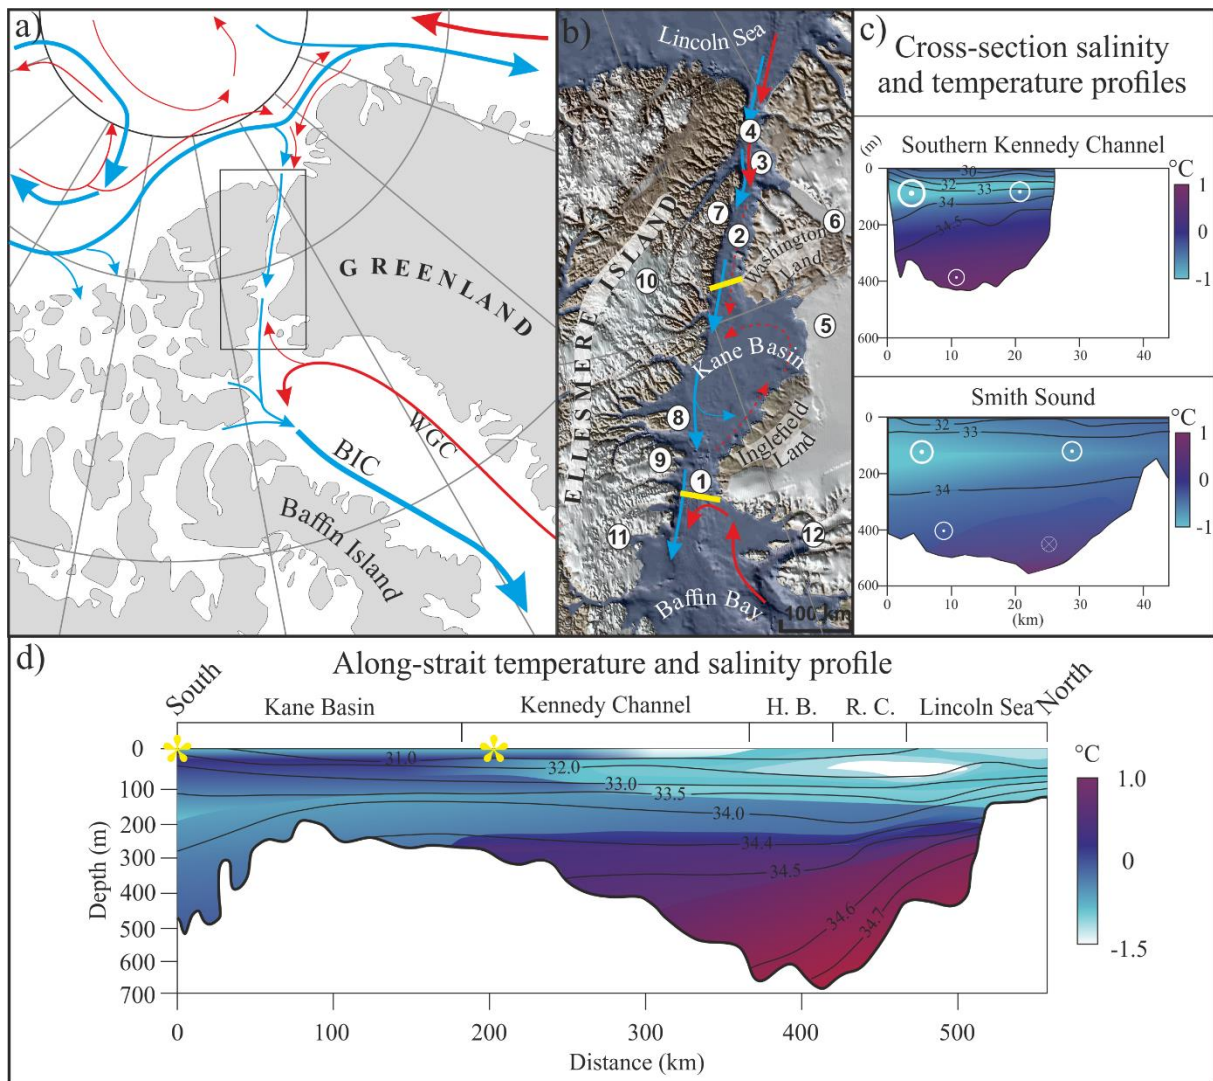 a)
GREENLAND
WGC
BIC
Baffin Island
b)
Lincoln Sea
4
3
7
6
2
Washington
Land
10
ELLESMERE ISLAND
5
Kane Basin
8
Inglefield
Land
9
1
11
12
Baffin Bay
100 km
c)
Cross-section salinity
and temperature profiles
(m)
Southern Kennedy Channel
°C
0
200
400
600
30
32
33
34
34.5
0
10
20
30
40
1
0
-1
Smith Sound
°C
0
200
400
600
32
33
34
0
10
20
30
40
(km)
1
0
-1
d)
Along-strait temperature and salinity profile
South
Kane Basin
Kennedy Channel
H. B.
R. C.
Lincoln Sea
North
Depth (m)
0
100
200
300
400
500
600
700
31.0
32.0
33.0
33.5
34.0
34.4
34.5
34.6
34.7
0
100
200
300
400
500
Distance (km)
°C
1.0
0
-1.5